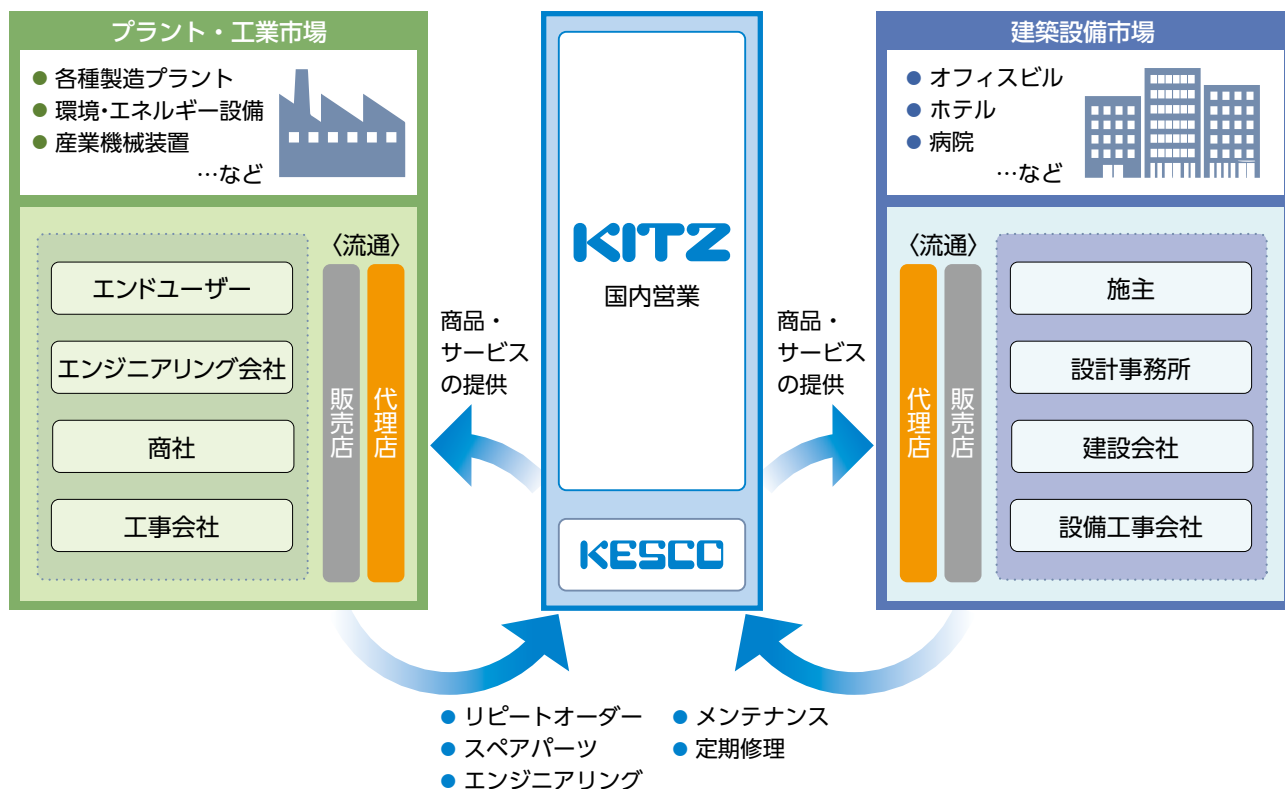 プラント・工業市場
● 各種製造プラント
● 環境・エネルギー設備
● 産業機械装置
…など
〈流通〉
エンドユーザー
エンジニアリング会社
商社
工事会社
販売店
代理店
商品・
サービス
の提供
KITZ
国内営業
KESCO
商品・
サービス
の提供
建築設備市場
● オフィスビル
● ホテル
● 病院
…など
〈流通〉
代理店
販売店
施主
設計事務所
建設会社
設備工事会社
● リピートオーダー
● スペアパーツ
● エンジニアリング
● メンテナンス
● 定期修理